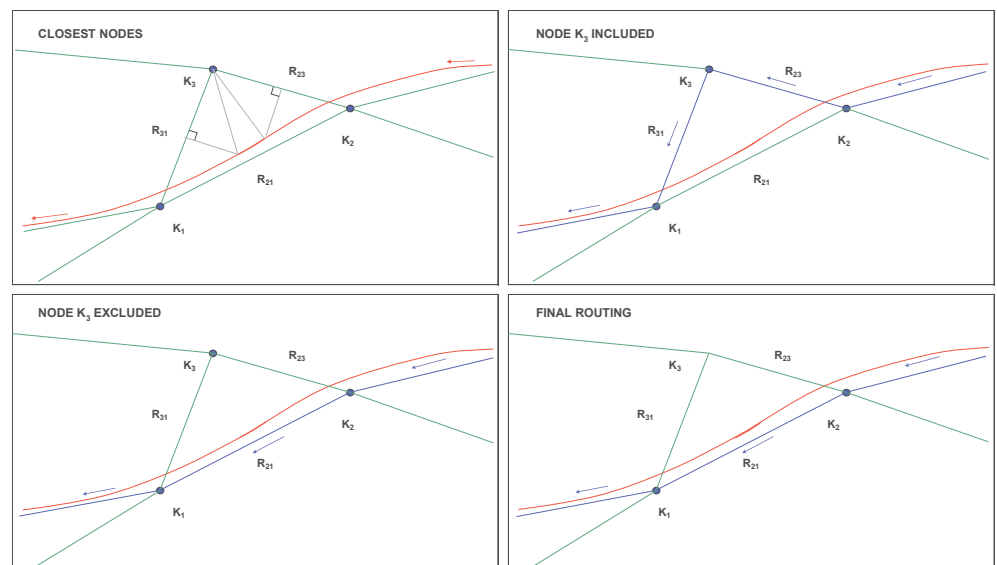 CLOSEST NODES
K3
R23
R31
K2
R21
K1
NODE K3 INCLUDED
K3
R23
R31
K2
R21
K1
NODE K3 EXCLUDED
R23
K3
R31
K2
R21
K1
FINAL ROUTING
R23
K3
R31
K2
R21
K1